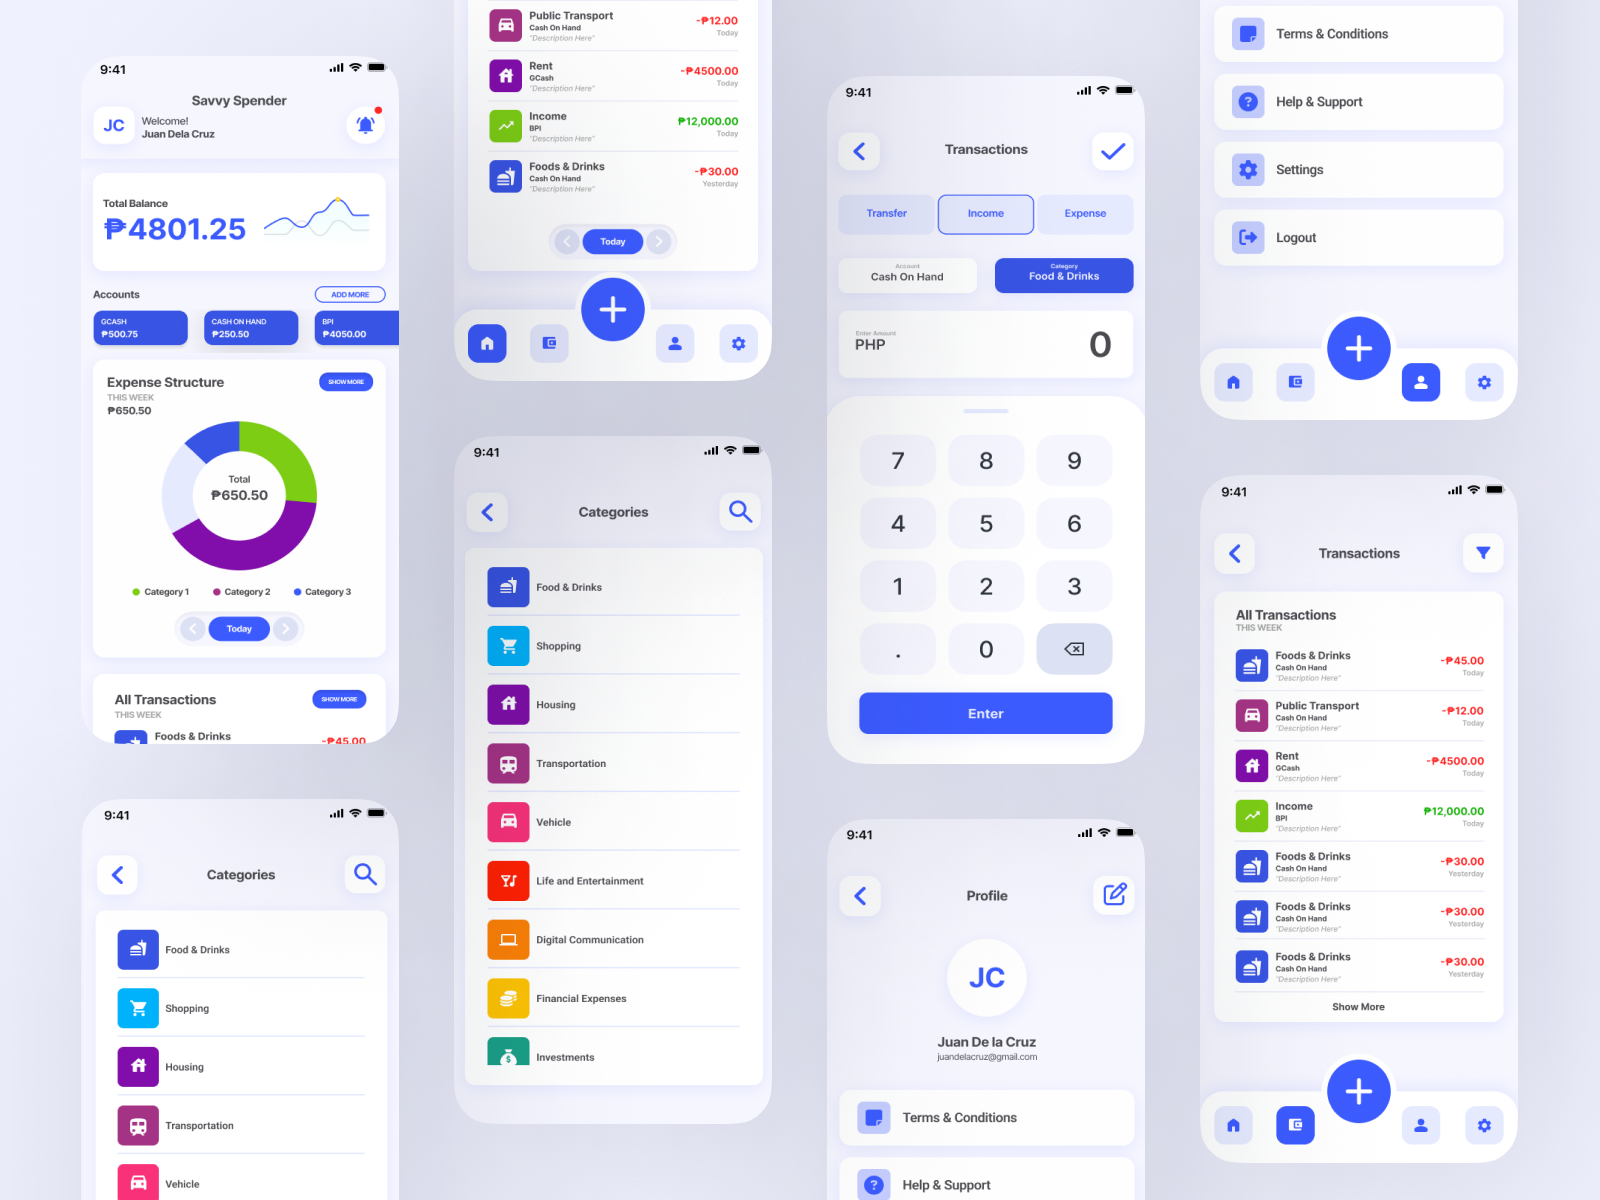 9:41
Savvy Spender
JC
Welcome!
Juan Dela Cruz
Total Balance
₱4801.25
Accounts
ADD MORE
GCASH
₱500.75
CASH ON HAND
₱250.50
BPI
₱4050.00
Expense Structure
SHOW MORE
THIS WEEK
₱650.50
Total
₱650.50
Category 1
Category 2
Category 3
Today
All Transactions
SHOW MORE
THIS WEEK
Foods & Drinks
-₱45.00
9:41
Categories
Food & Drinks
Shopping
Housing
Transportation
Vehicle
Public Transport
-₱12.00
Cash On Hand
Today
"Description Here"
Rent
-₱4500.00
GCash
Today
"Description Here"
Income
₱12,000.00
BPI
Today
"Description Here"
Foods & Drinks
-₱30.00
Cash On Hand
Yesterday
"Description Here"
Today
9:41
Categories
Food & Drinks
Shopping
Housing
Transportation
Vehicle
Life and Entertainment
Digital Communication
Financial Expenses
Investments
9:41
Transactions
Transfer
Income
Expense
Account
Cash On Hand
Category
Food & Drinks
Enter Amount
PHP
0
7 8 9
4 5 6
1 2 3
. 0
Enter
9:41
Profile
JC
Juan De la Cruz
juandelacruz@gmail.com
Terms & Conditions
Help & Support
Terms & Conditions
Help & Support
Settings
Logout
9:41
Transactions
All Transactions
THIS WEEK
Foods & Drinks
-₱45.00
Cash On Hand
Today
"Description Here"
Public Transport
-₱12.00
Cash On Hand
Today
"Description Here"
Rent
-₱4500.00
GCash
Today
"Description Here"
Income
₱12,000.00
BPI
Today
"Description Here"
Foods & Drinks
-₱30.00
Cash On Hand
Yesterday
"Description Here"
Foods & Drinks
-₱30.00
Cash On Hand
Yesterday
"Description Here"
Foods & Drinks
-₱30.00
Cash On Hand
Yesterday
"Description Here"
Show More